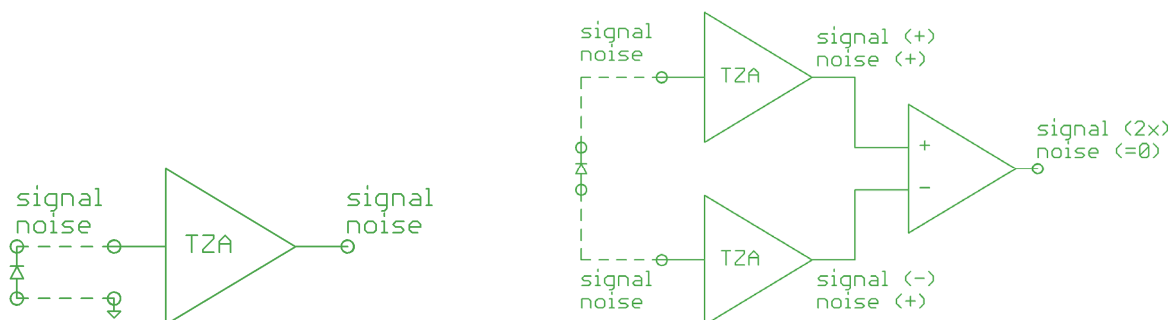 signal
noise
TZA
signal
noise
signal
noise
TZA
signal (+)
noise (+)
signal
noise
TZA
signal (-)
noise (+)
+
−
signal (2x)
noise (=0)